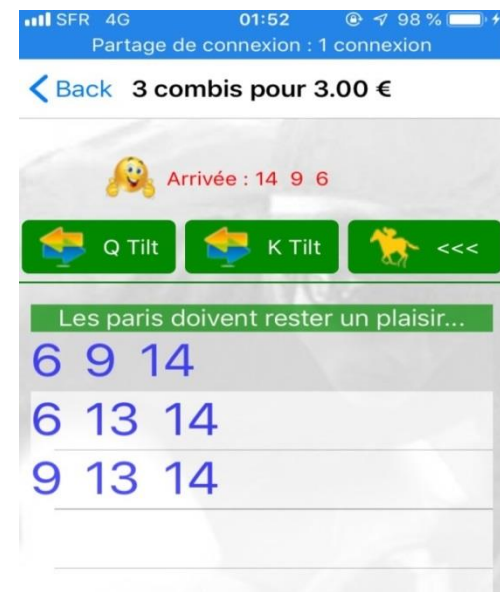 SFR 4G 01:52 98 %
Partage de connexion : 1 connexion
Back 3 combis pour 3.00 €
Arrivée : 14 9 6
Q Tilt K Tilt <<<
Les paris doivent rester un plaisir...
6 9 14
6 13 14
9 13 14